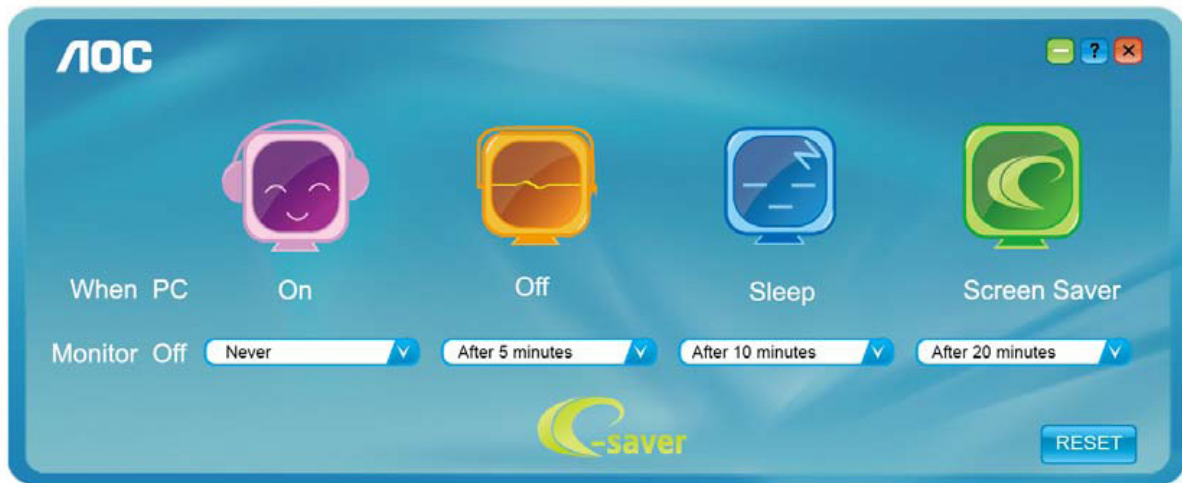 AOC
?
When PC On Off Sleep Screen Saver
Monitor Off Never After 5 minutes After 10 minutes After 20 minutes
e-saver
RESET